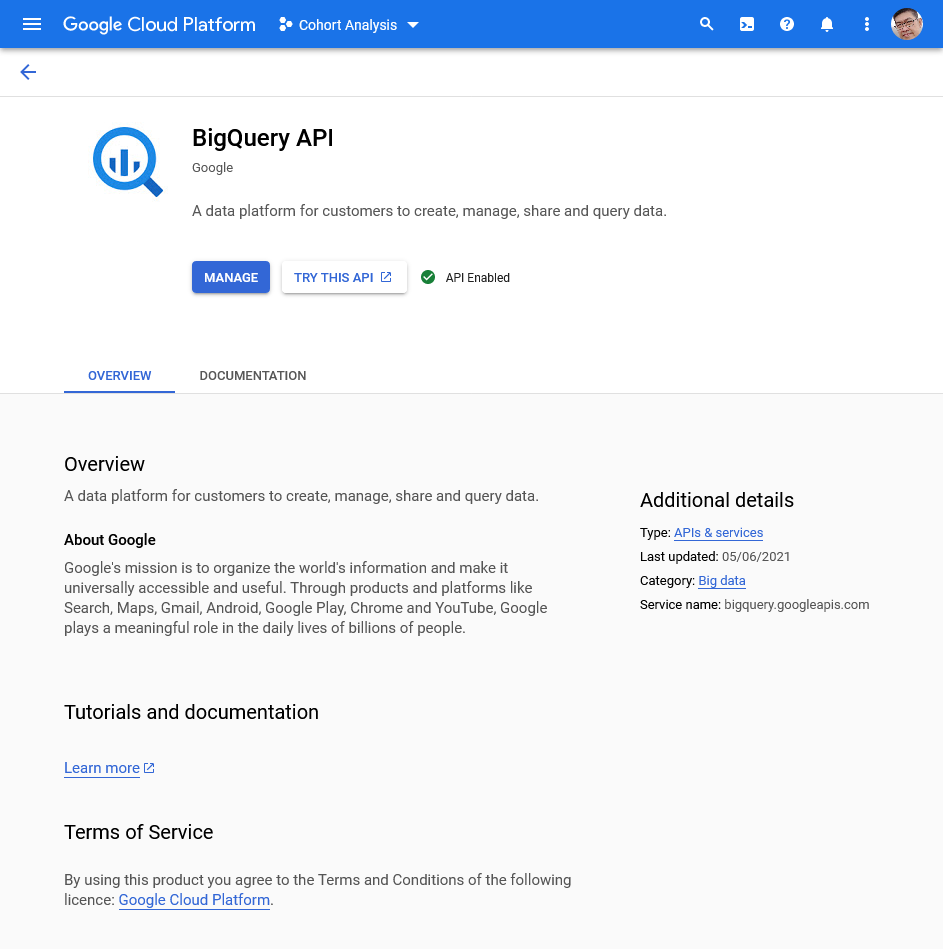 Google Cloud Platform
Cohort Analysis
BigQuery API
Google
A data platform for customers to create, manage, share and query data.
MANAGE
TRY THIS API
API Enabled
OVERVIEW
DOCUMENTATION
Overview
A data platform for customers to create, manage, share and query data.
About Google
Google's mission is to organize the world's information and make it
universally accessible and useful. Through products and platforms like
Search, Maps, Gmail, Android, Google Play, Chrome and YouTube, Google
plays a meaningful role in the daily lives of billions of people.
Additional details
Type: APIs & services
Last updated: 05/06/2021
Category: Big data
Service name: bigquery.googleapis.com
Tutorials and documentation
Learn more
Terms of Service
By using this product you agree to the Terms and Conditions of the following
licence: Google Cloud Platform.